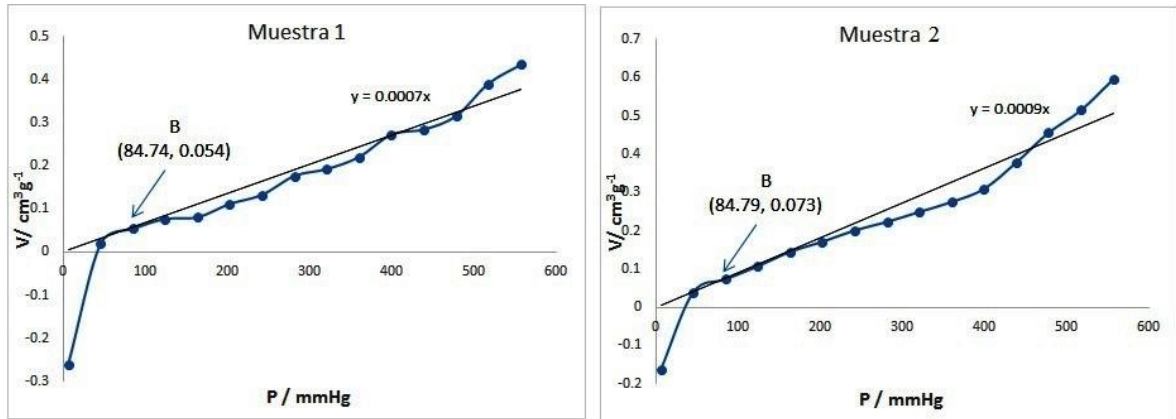 Muestra 1
0.5
0.4
0.3
0.2
0.1
0
-0.1
-0.2
-0.3
V/ cm³g⁻¹
y = 0.0007x
B
(84.74, 0.054)
0 100 200 300 400 500 600
P / mmHg
Muestra 2
0.7
0.6
0.5
0.4
0.3
0.2
0.1
0
-0.1
-0.2
V/ cm³g⁻¹
y = 0.0009x
B
(84.79, 0.073)
0 100 200 300 400 500 600
P / mmHg